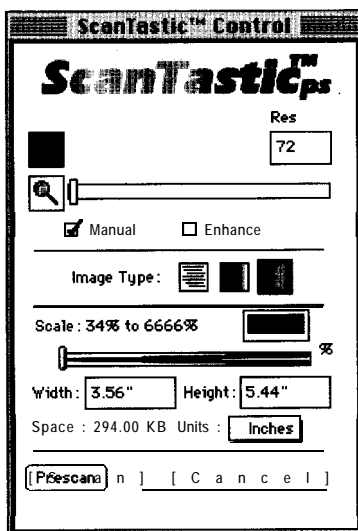 ScanTastic™ Control
ScanTastic™ps
Res
72
Manual Enhance
Image Type:
Scale: 34% to 6666%
%
Width: 3.56" Height: 5.44"
Space : 294.00 KB Units : Inches
[ Cancel ]